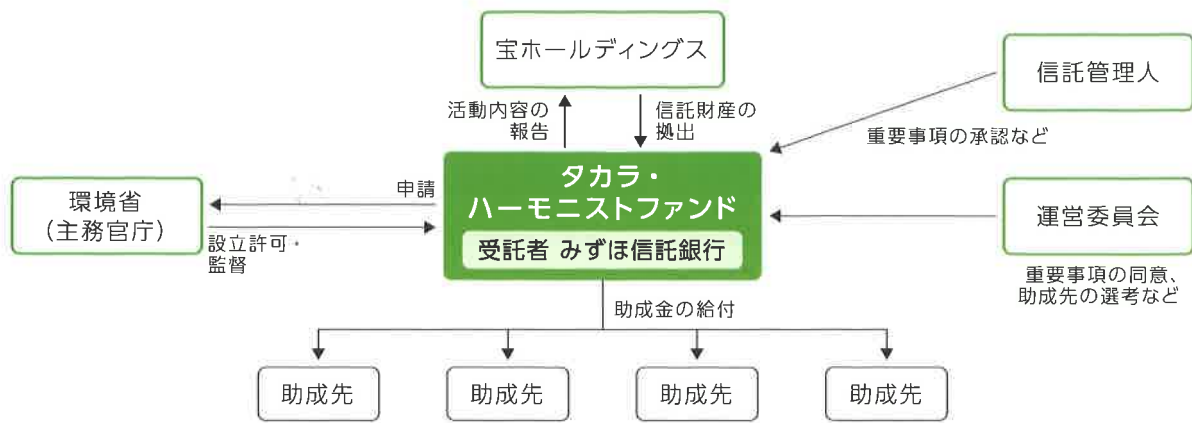 宝ホールディングス
信託管理人
活動内容の
報告
信託財産の
拠出
重要事項の承認など
タカラ・
ハーモニストファンド
受託者 みずほ信託銀行
環境省
(主務官庁)
申請
設立許可・
監督
運営委員会
重要事項の同意、
助成先の選考など
助成金の給付
助成先
助成先
助成先
助成先